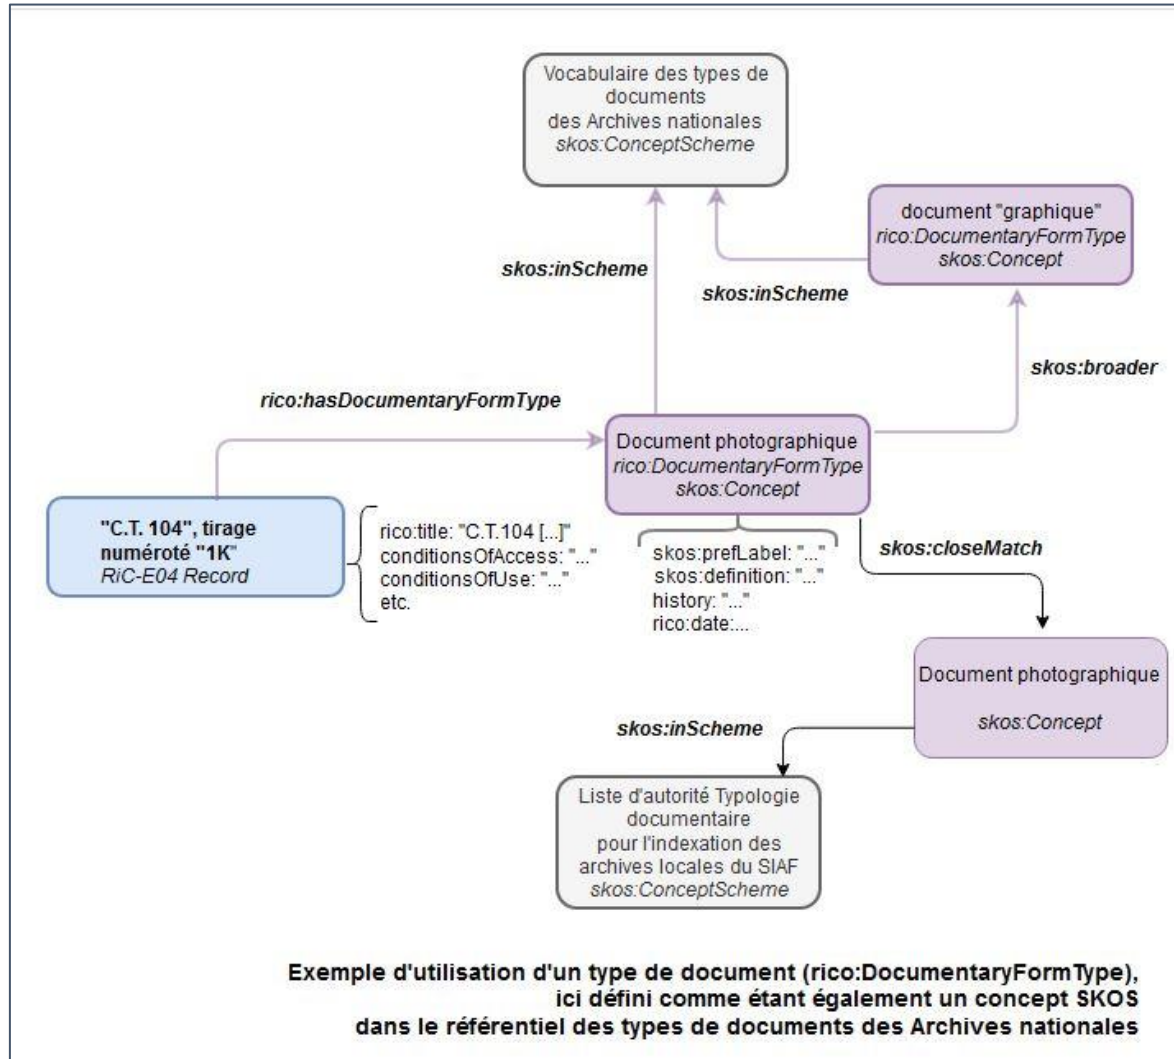 Vocabulaire des types de
documents
des Archives nationales
skos:ConceptScheme
document "graphique"
rico:DocumentaryFormType
skos:Concept
skos:inScheme
skos:inScheme
skos:broader
rico:hasDocumentaryFormType
Document photographique
rico:DocumentaryFormType
skos:Concept
"C.T. 104", tirage
numéroté "1K"
RiC-E04 Record
rico:title: "C.T.104 [...]"
conditionsOfAccess: "..."
conditionsOfUse: "..."
etc.
skos:prefLabel: "..."
skos:definition: "..."
history: "..."
rico:date:...
skos:closeMatch
Document photographique
skos:Concept
skos:inScheme
Liste d'autorité Typologie
documentaire
pour l'indexation des
archives locales du SIAF
skos:ConceptScheme
Exemple d'utilisation d'un type de document (rico:DocumentaryFormType),
ici défini comme étant également un concept SKOS
dans le référentiel des types de documents des Archives nationales